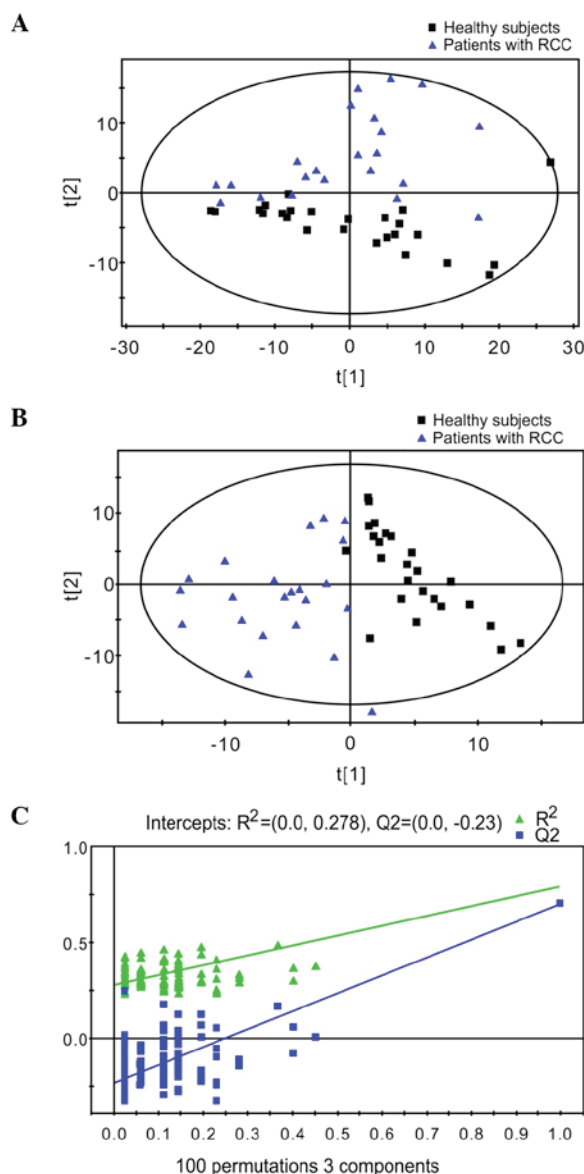 A
Healthy subjects
Patients with RCC
10
0
-10
t[2]
-30 -20 -10 0 10 20 30
t[1]
B
Healthy subjects
Patients with RCC
10
0
-10
t[2]
-10 0 10
t[1]
C
Intercepts: R²=(0.0, 0.278), Q2=(0.0, -0.23)
R²
Q2
1.0
0.5
0.0
0.0 0.1 0.2 0.3 0.4 0.5 0.6 0.7 0.8 0.9 1.0
100 permutations 3 components